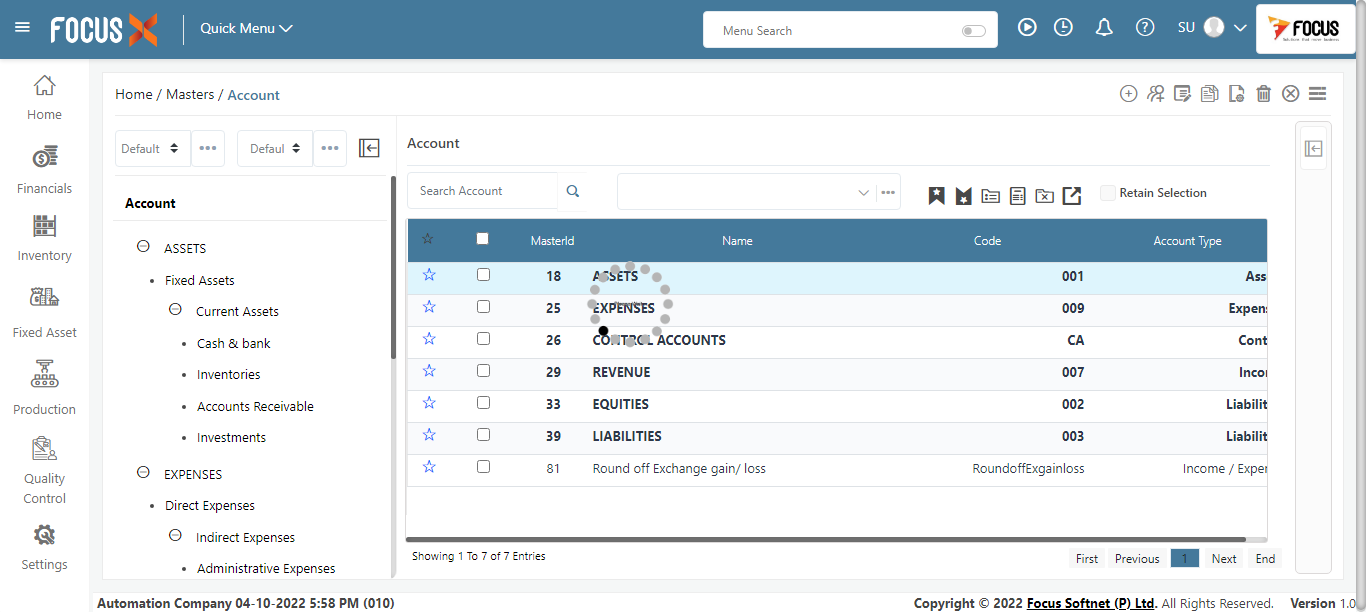 FOCUS X
Quick Menu
Menu Search
SU
FOCUS
Home / Masters / Account
Home
Financials
Inventory
Fixed Asset
Production
Quality
Control
Settings
Default
Defaul
Account
ASSETS
Fixed Assets
Current Assets
Cash & bank
Inventories
Accounts Receivable
Investments
EXPENSES
Direct Expenses
Indirect Expenses
Administrative Expenses
Account
Search Account
Retain Selection
MasterId Name Code Account Type
18 ASSETS 001 Ass
25 EXPENSES 009 Expen
26 CONTROL ACCOUNTS CA Cont
29 REVENUE 007 Inco
33 EQUITIES 002 Liabilit
39 LIABILITIES 003 Liabilit
81 Round off Exchange gain/ loss RoundoffExgainloss Income / Exper
Showing 1 To 7 of 7 Entries
First Previous 1 Next End
Automation Company 04-10-2022 5:58 PM (010)
Copyright © 2022 Focus Softnet (P) Ltd. All Rights Reserved. Version 1.0